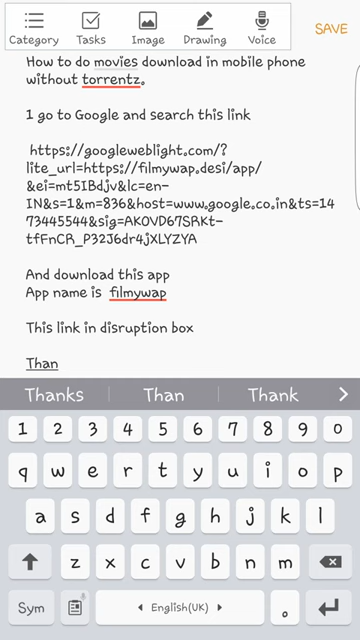 Category Tasks Image Drawing Voice SAVE
How to do movies download in mobile phone
without torrentz.
I go to Google and search this link
https://googleweblight.com/?
lite_url=https://filmywap.desi/app/
&ei=mt5IBdjv&lc=en-
IN&s=1&m=836&host=www.google.co.in&ts=14
73445544&sig=AKOVD67SRKt-
tfFnCR_P32J6dr4jXLYZYA
And download this app
App name is filmywap
This link in disruption box
Than
Thanks Than Thank
1 2 3 4 5 6 7 8 9 0
q w e r t y u i o p
a s d f g h j k l
z x c v b n m
Sym English(UK) .